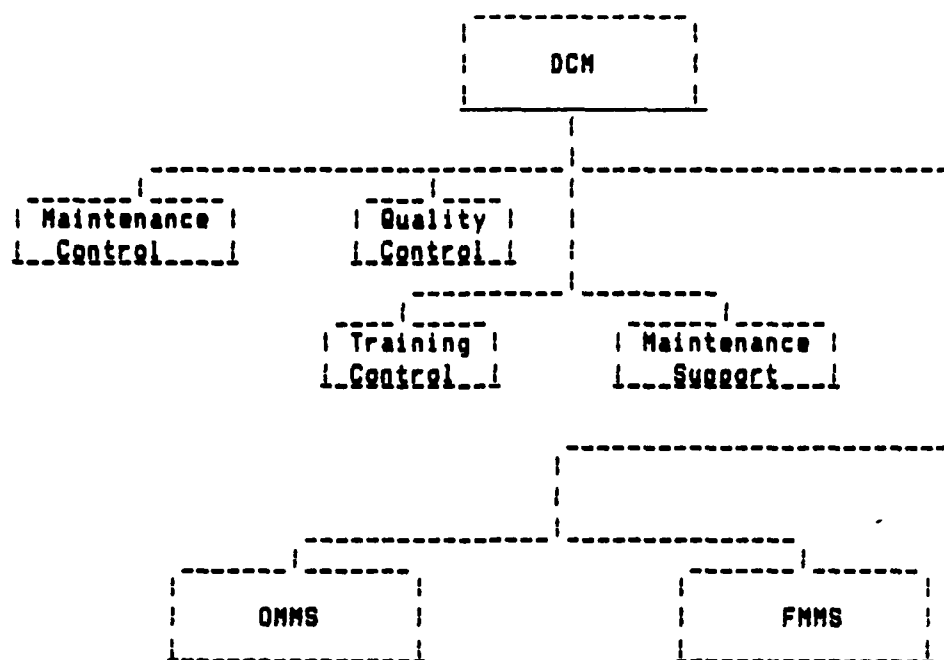 DCM
Maintenance
Control
Quality
Control
Training
Control
Maintenance
Support
OMMS
FMMS